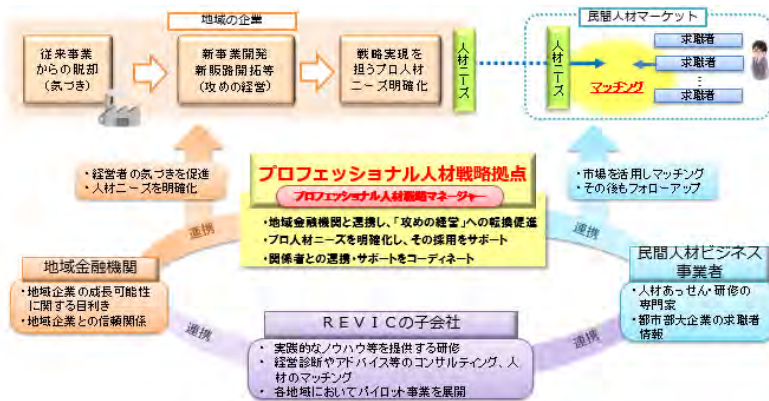 地域の企業
民間人材マーケット
従来事業
からの脱却
(気づき)
新事業開発
新販路開拓等
(攻めの経営)
戦略実現を
担うプロ人材
ニーズ明確化
人材ニーズ
人材ニーズ
マッチング
求職者
求職者
⋮
求職者
・経営者の気づきを促進
・人材ニーズを明確化
プロフェッショナル人材戦略拠点
プロフェッショナル人材戦略マネージャー
・地域金融機関と連携し、「攻めの経営」への転換促進
・プロ人材ニーズを明確化し、その採用をサポート
・関係者との連携・サポートをコーディネート
・市場を活用しマッチング
・その後もフォローアップ
連携
連携
地域金融機関
・地域企業の成長可能性
に関する目利き
・地域企業との信頼関係
民間人材ビジネス
事業者
・人材あっせん・研修の
専門家
・都市部大企業の求職者
情報
連携
連携
REVICの子会社
・ 実践的なノウハウ等を提供する研修
・ 経営診断やアドバイス等のコンサルティング、人
材のマッチング
・ 各地域においてパイロット事業を展開